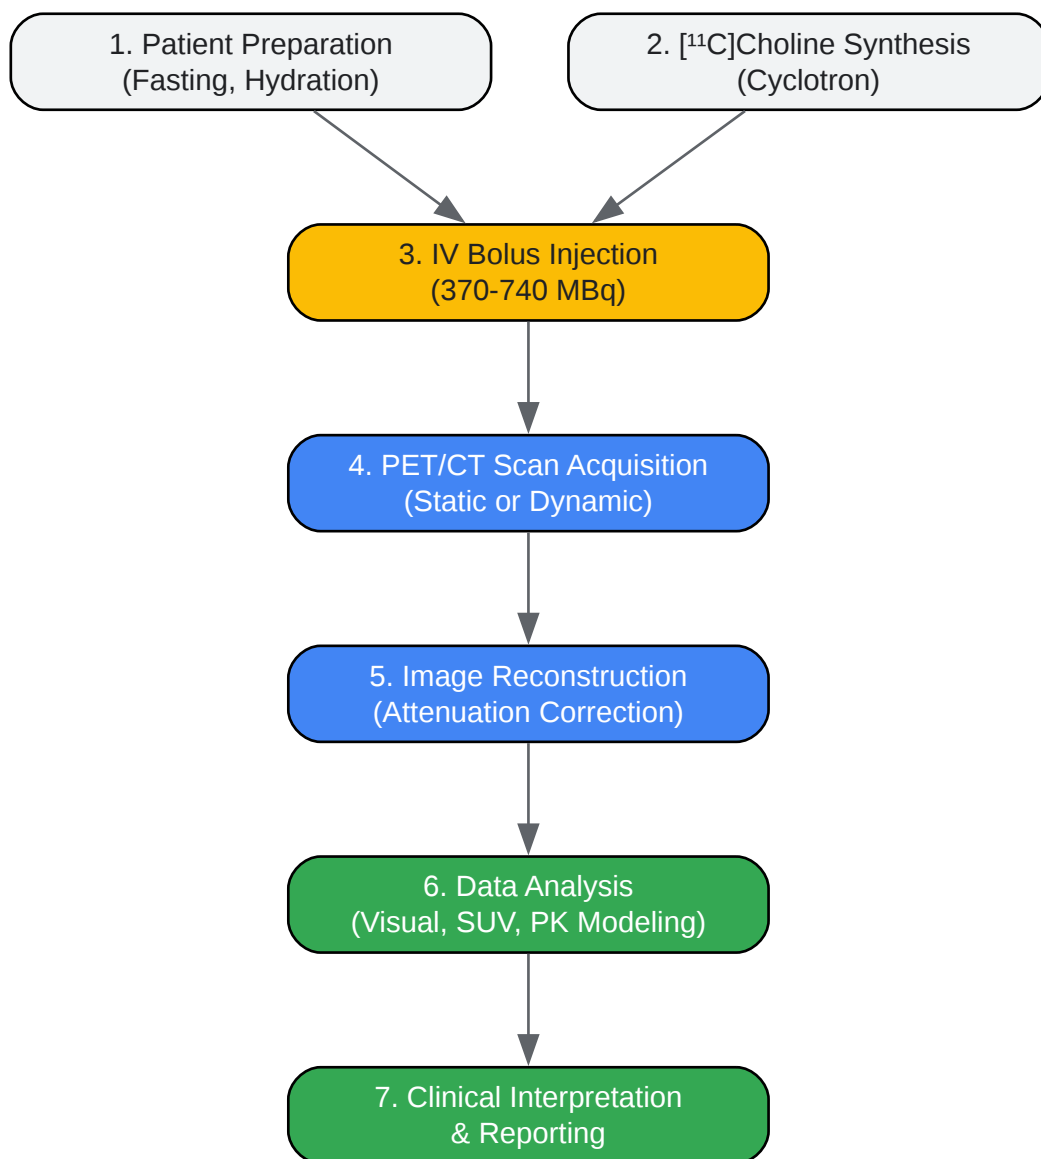 1. Patient Preparation
(Fasting, Hydration)
2. [¹¹C]Choline Synthesis
(Cyclotron)
3. IV Bolus Injection
(370-740 MBq)
4. PET/CT Scan Acquisition
(Static or Dynamic)
5. Image Reconstruction
(Attenuation Correction)
6. Data Analysis
(Visual, SUV, PK Modeling)
7. Clinical Interpretation
& Reporting